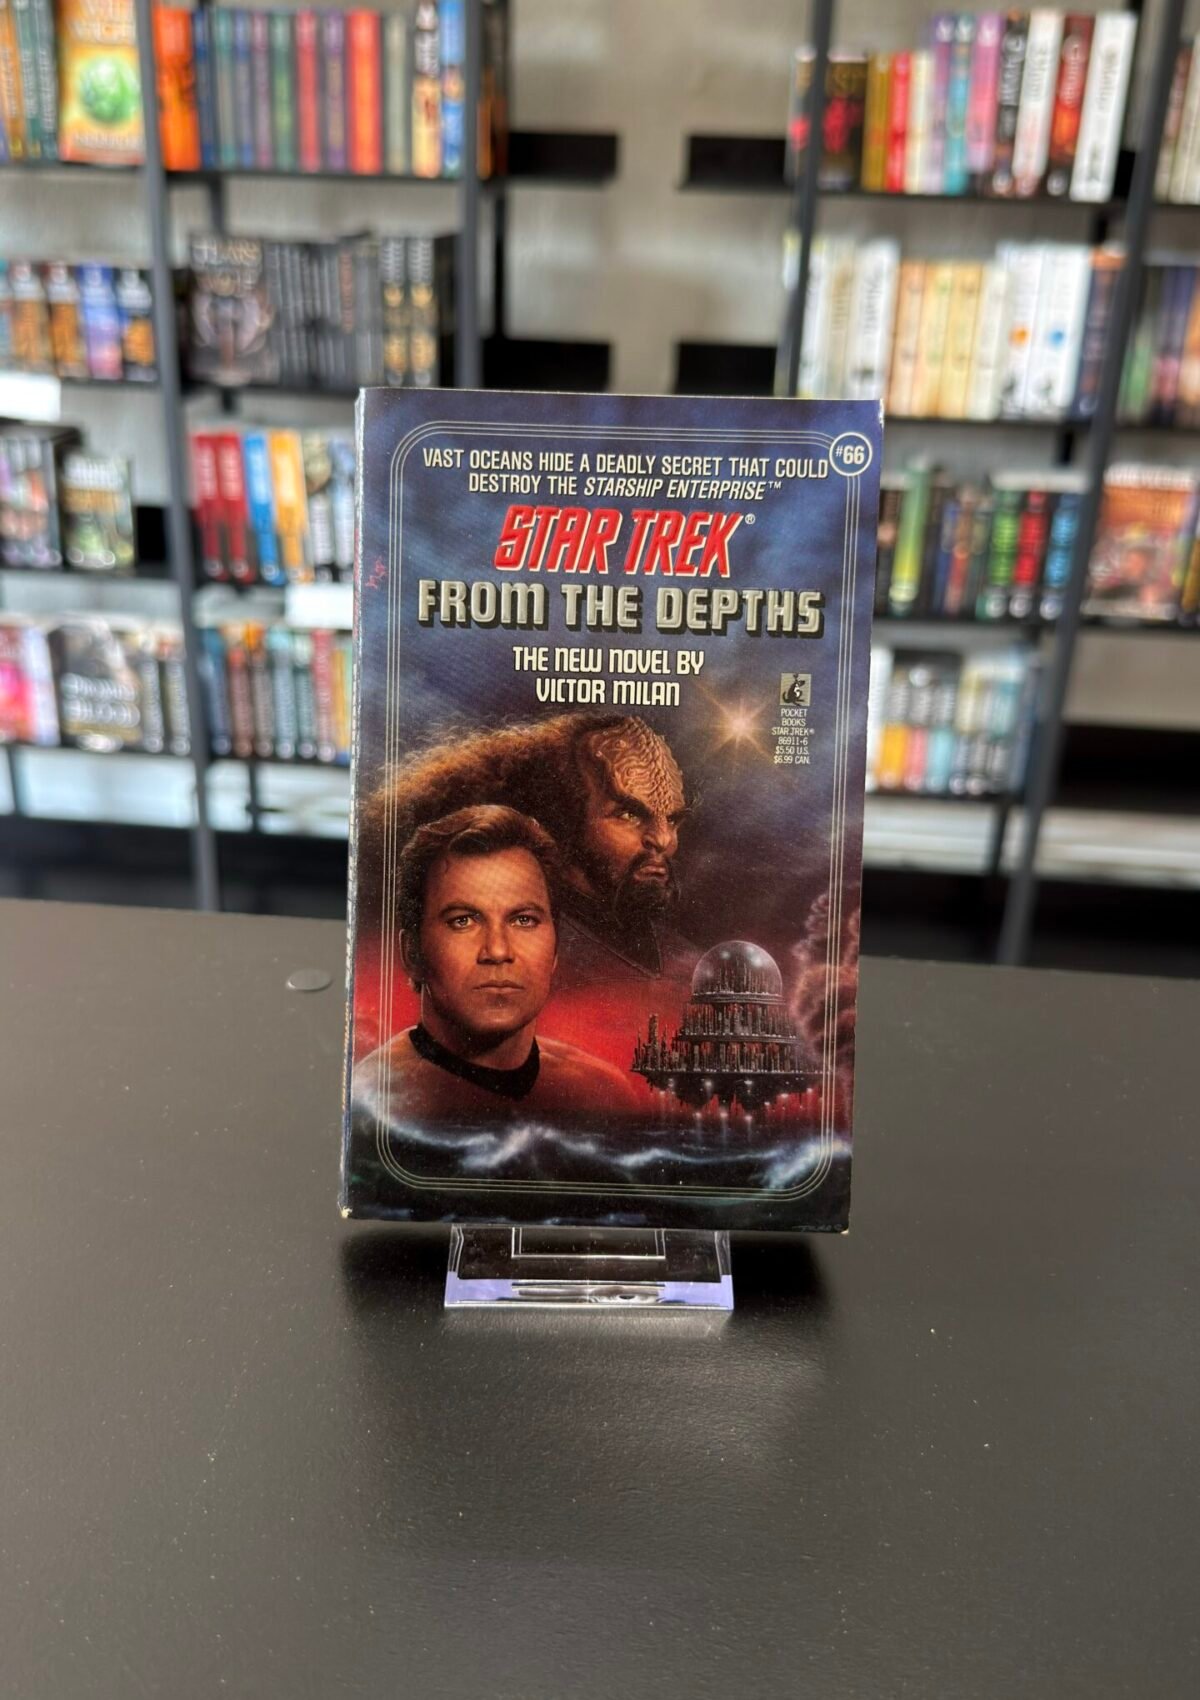 VAST OCEANS HIDE A DEADLY SECRET THAT COULD
DESTROY THE STARSHIP ENTERPRISE™
#66
STAR TREK®
FROM THE DEPTHS
THE NEW NOVEL BY
VICTOR MILAN
POCKET
BOOKS
STAR TREK®
86911-6
$5.50 U.S.
$6.99 CAN.